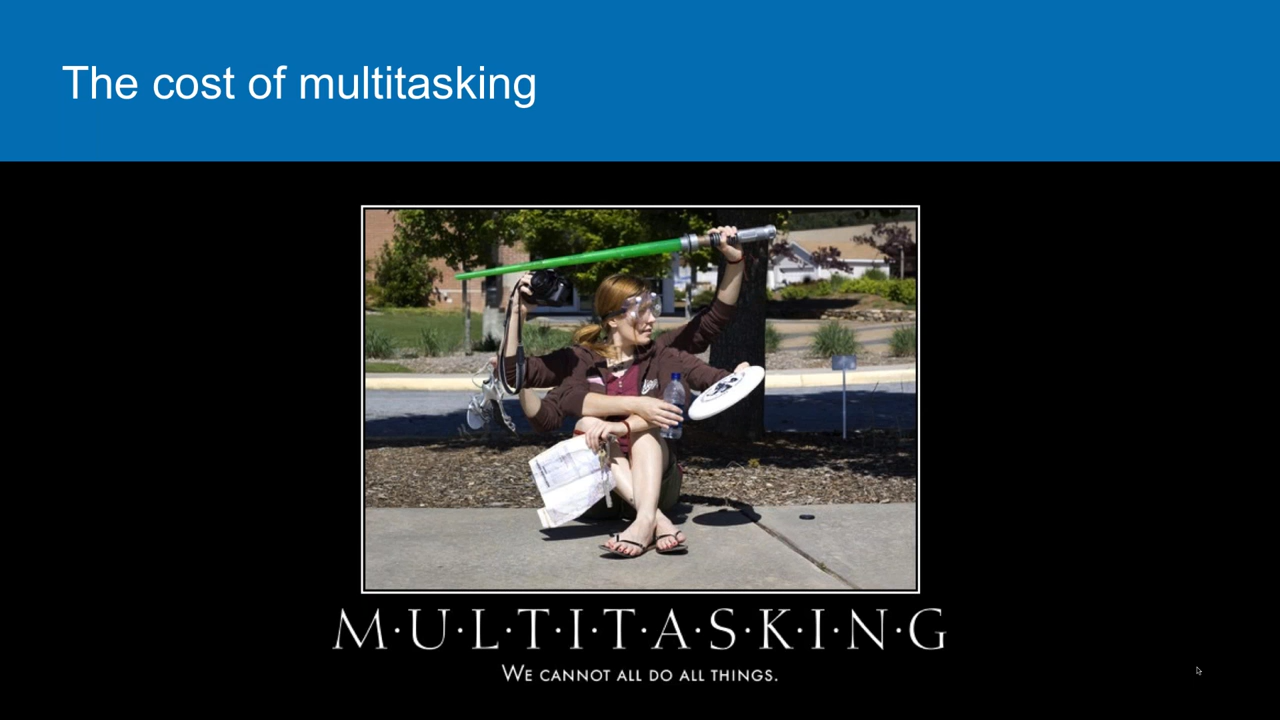 The cost of multitasking
M·U·L·T·I·T·A·S·K·I·N·G
WE CANNOT ALL DO ALL THINGS.